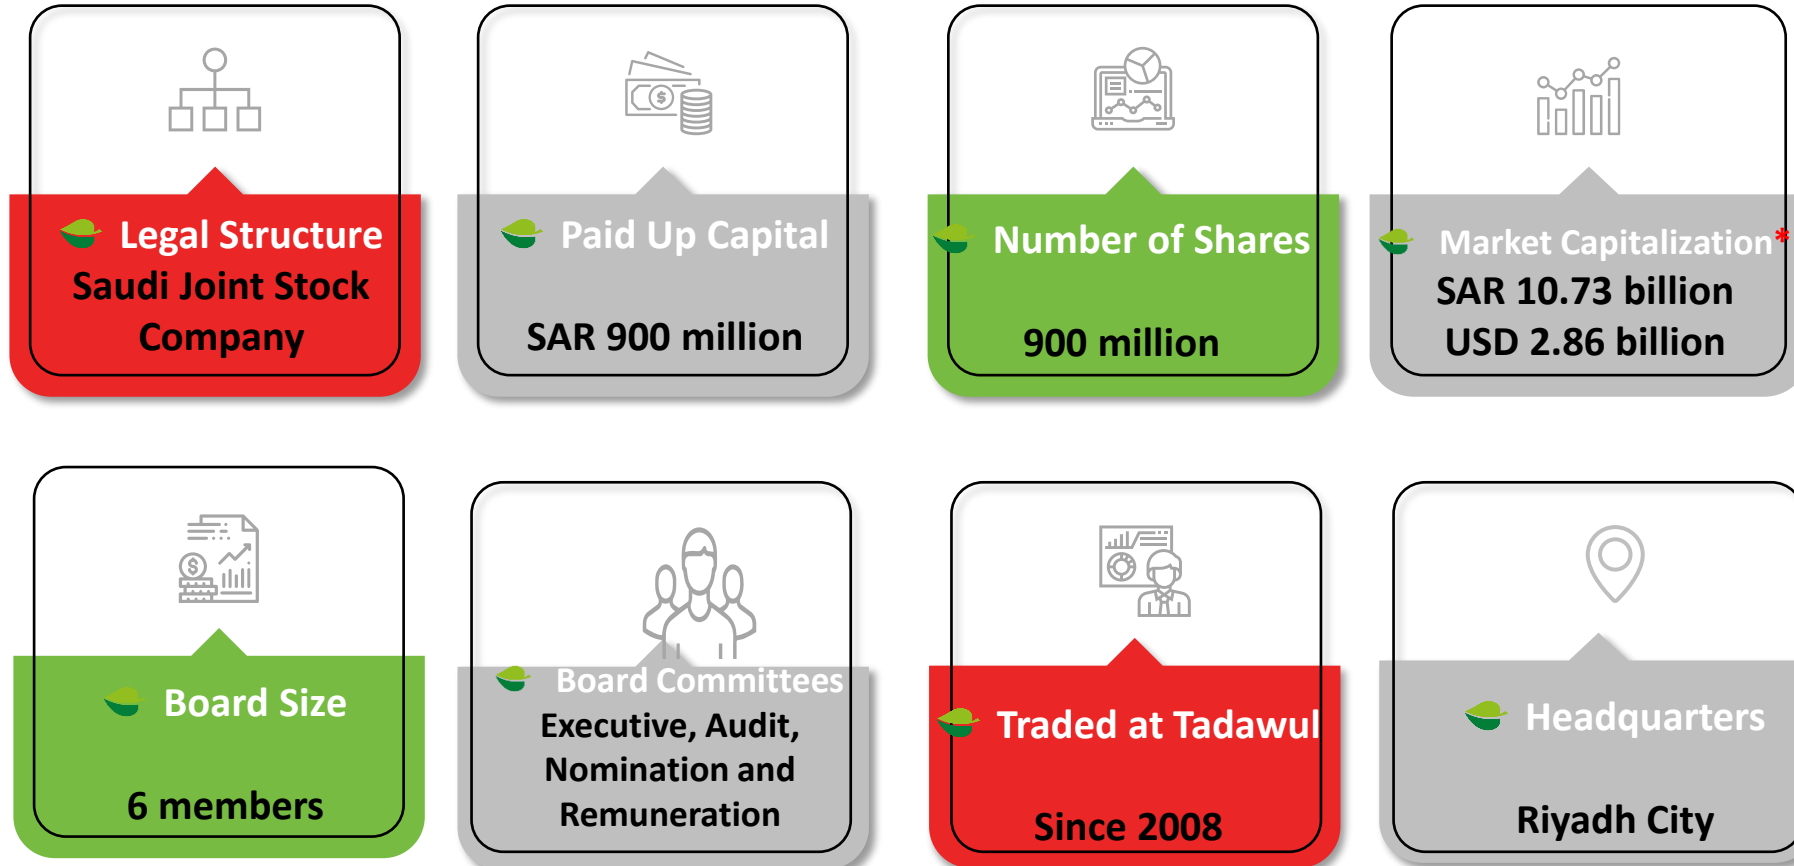 Legal Structure
Saudi Joint Stock
Company
Paid Up Capital
SAR 900 million
Number of Shares
900 million
Market Capitalization*
SAR 10.73 billion
USD 2.86 billion
Board Size
6 members
Board Committees
Executive, Audit,
Nomination and
Remuneration
Traded at Tadawul
Since 2008
Headquarters
Riyadh City